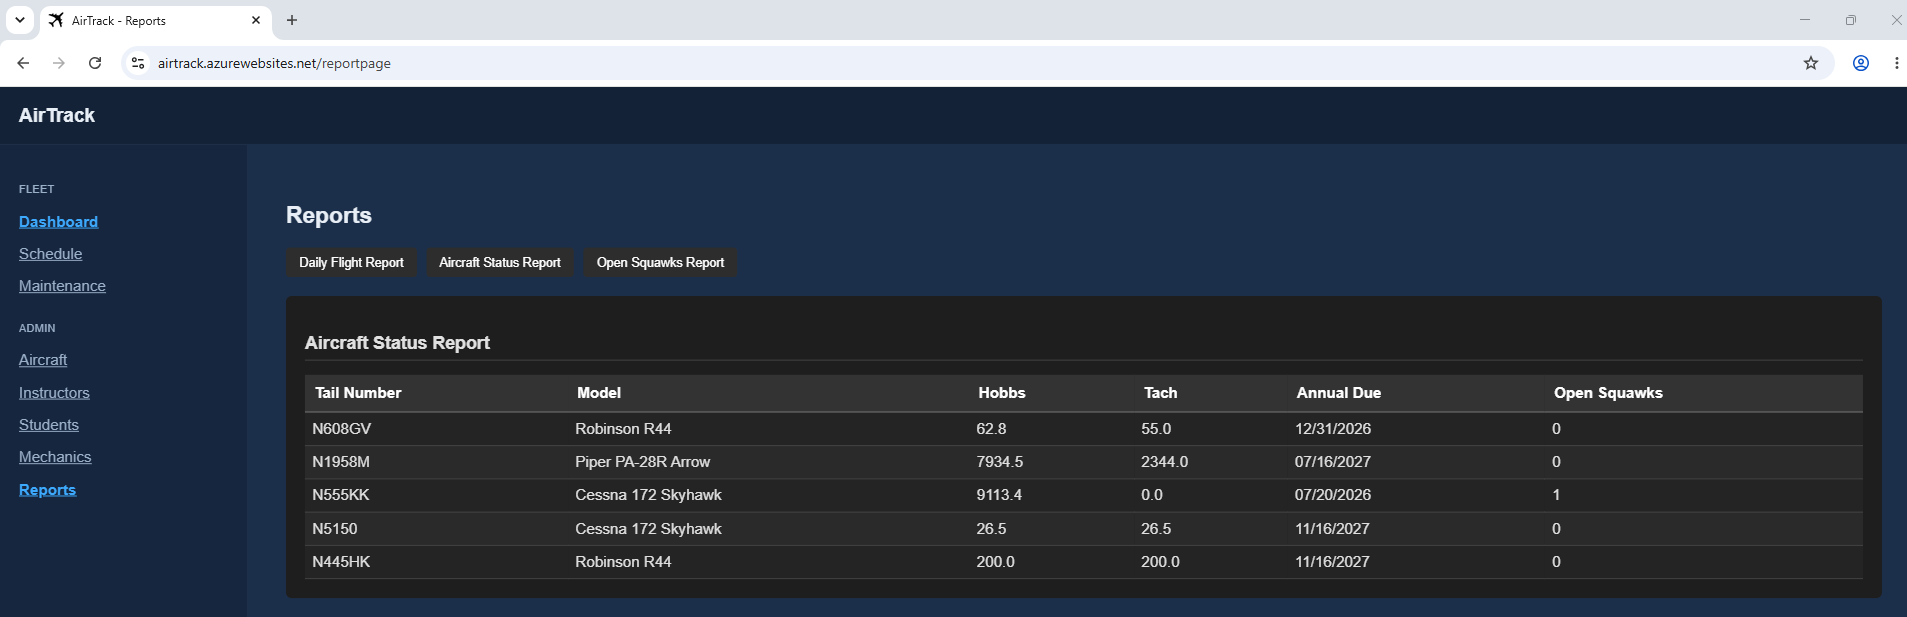 AirTrack - Reports
airtrack.azurewebsites.net/reportpage
AirTrack
FLEET
Dashboard
Schedule
Maintenance
ADMIN
Aircraft
Instructors
Students
Mechanics
Reports
Reports
Daily Flight Report Aircraft Status Report Open Squawks Report
Aircraft Status Report
Tail Number Model Hobbs Tach Annual Due Open Squawks
N608GV Robinson R44 62.8 55.0 12/31/2026 0
N1958M Piper PA-28R Arrow 7934.5 2344.0 07/16/2027 0
N555KK Cessna 172 Skyhawk 9113.4 0.0 07/20/2026 1
N5150 Cessna 172 Skyhawk 26.5 26.5 11/16/2027 0
N445HK Robinson R44 200.0 200.0 11/16/2027 0